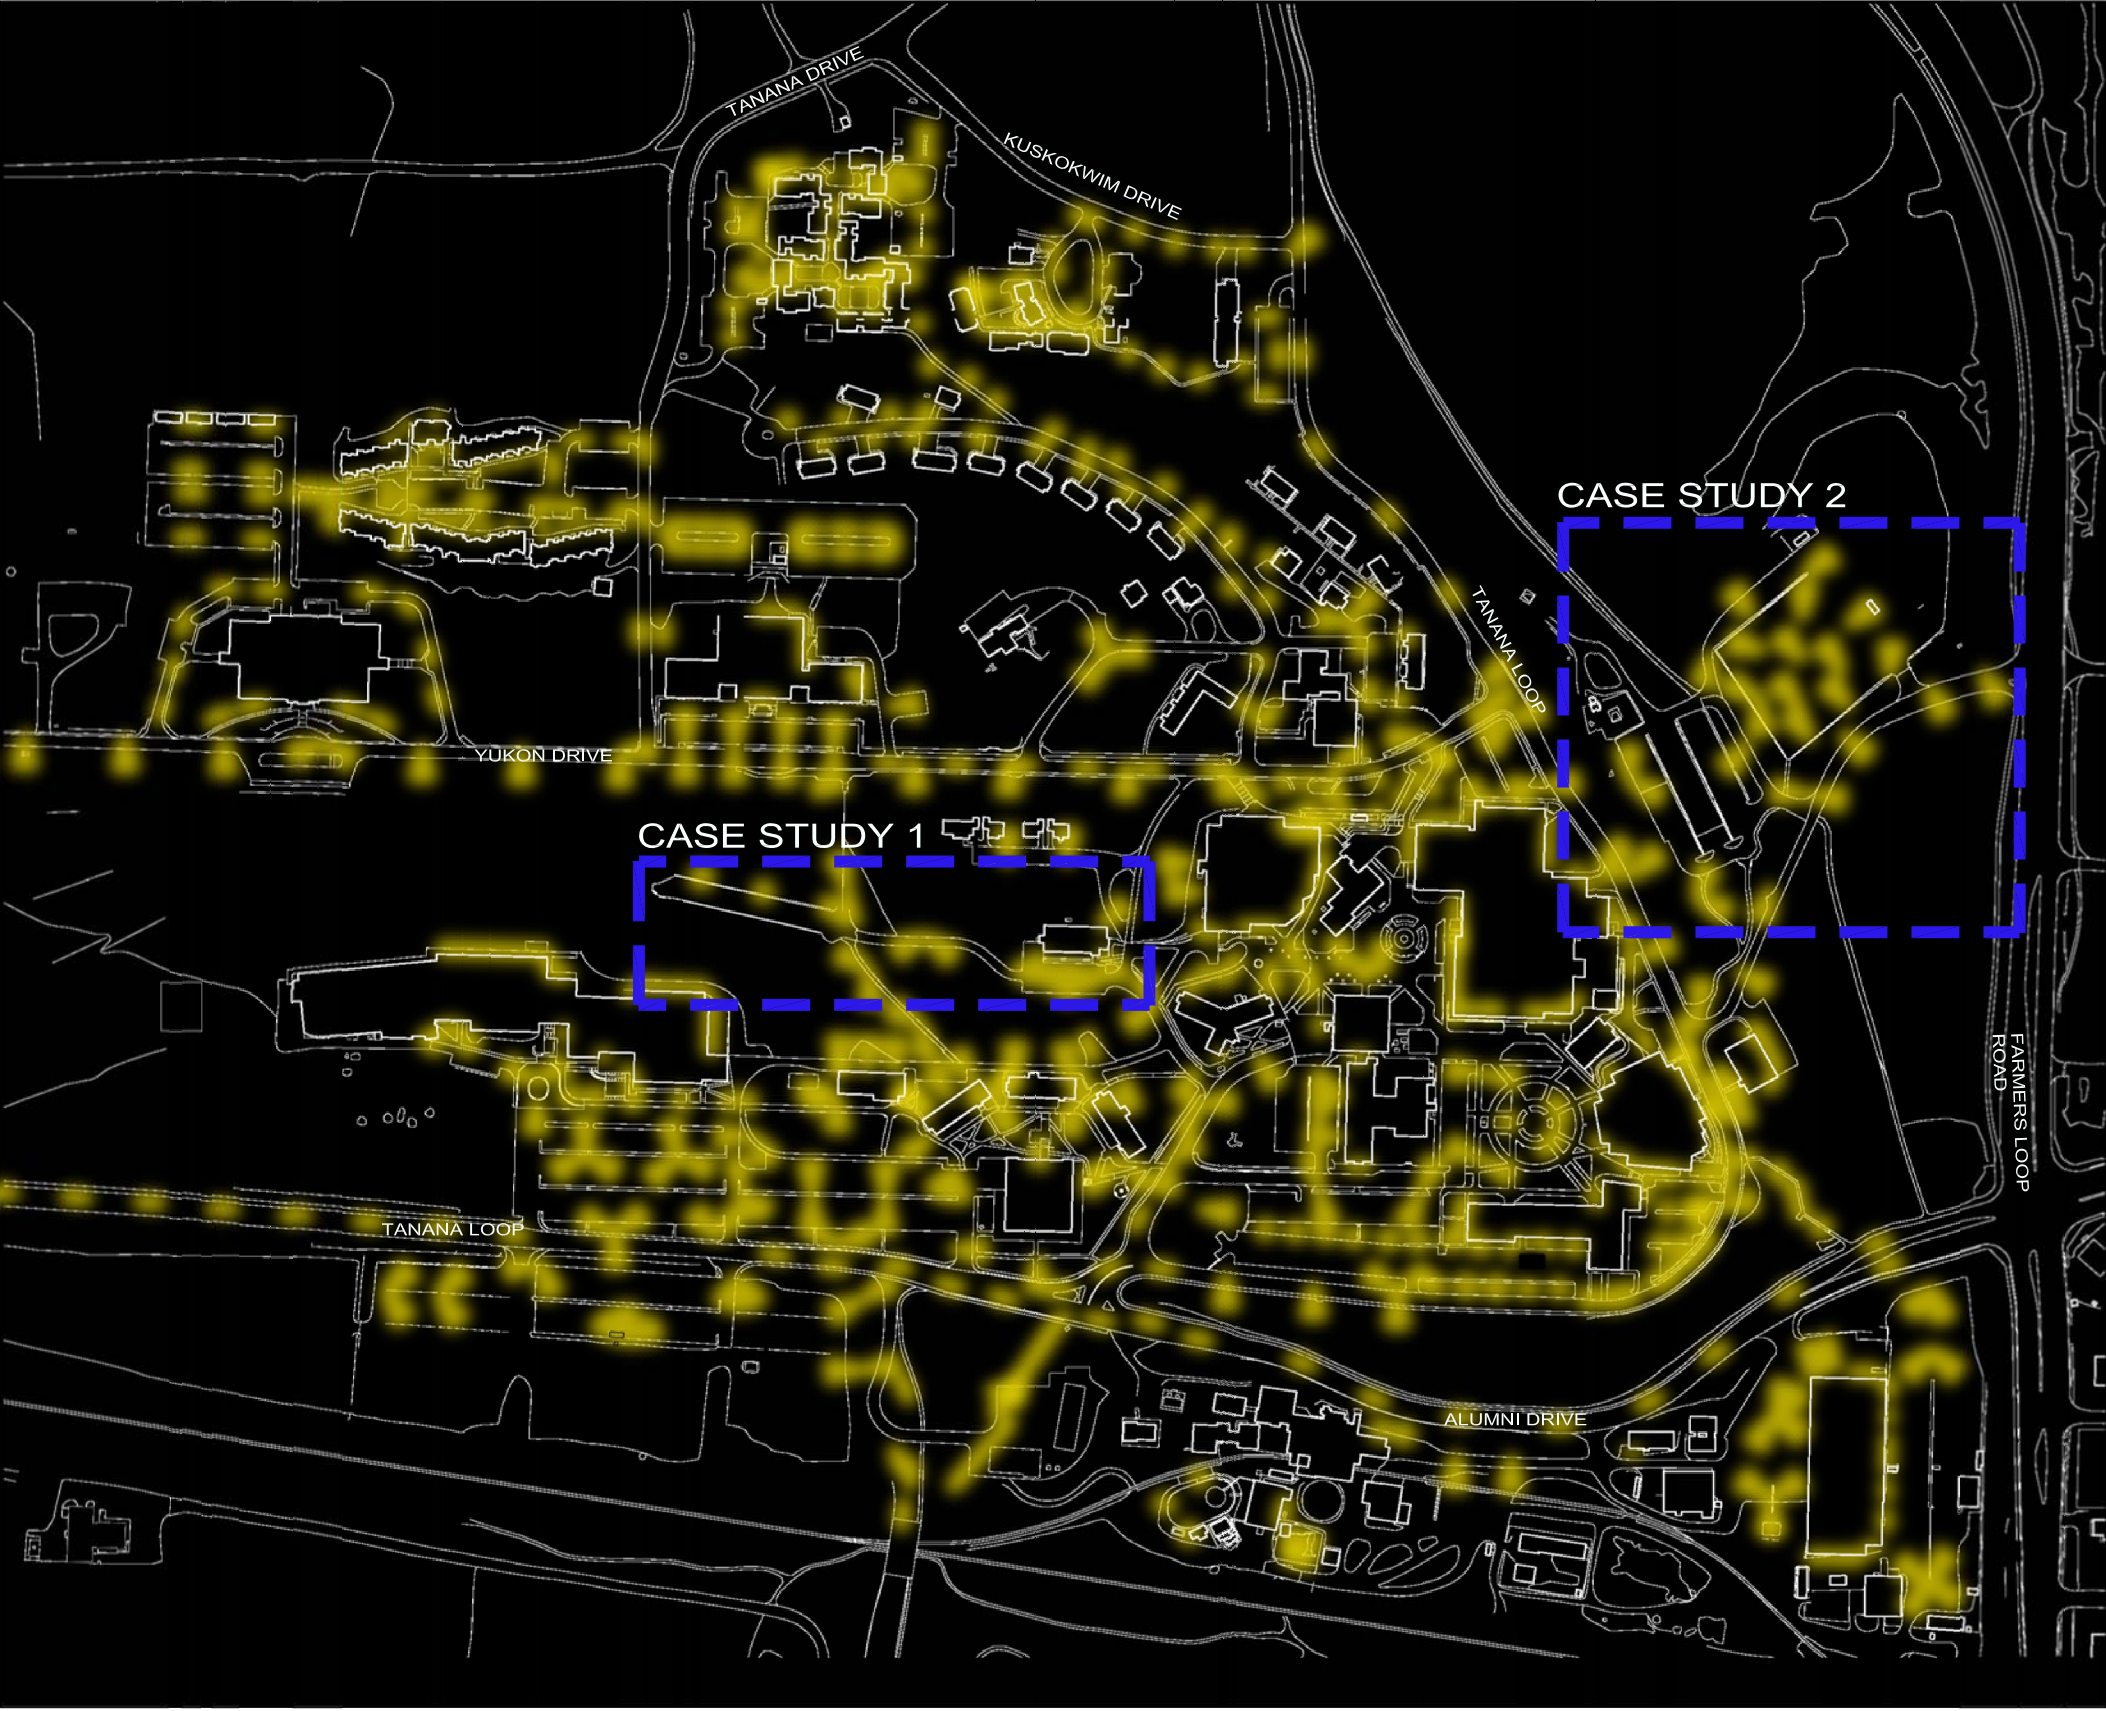 TANANA DRIVE
KUSKOKWIM DRIVE
CASE STUDY 2
TANANA LOOP
YUKON DRIVE
CASE STUDY 1
FARMERS LOOP
ROAD
TANANA LOOP
ALUMNI DRIVE